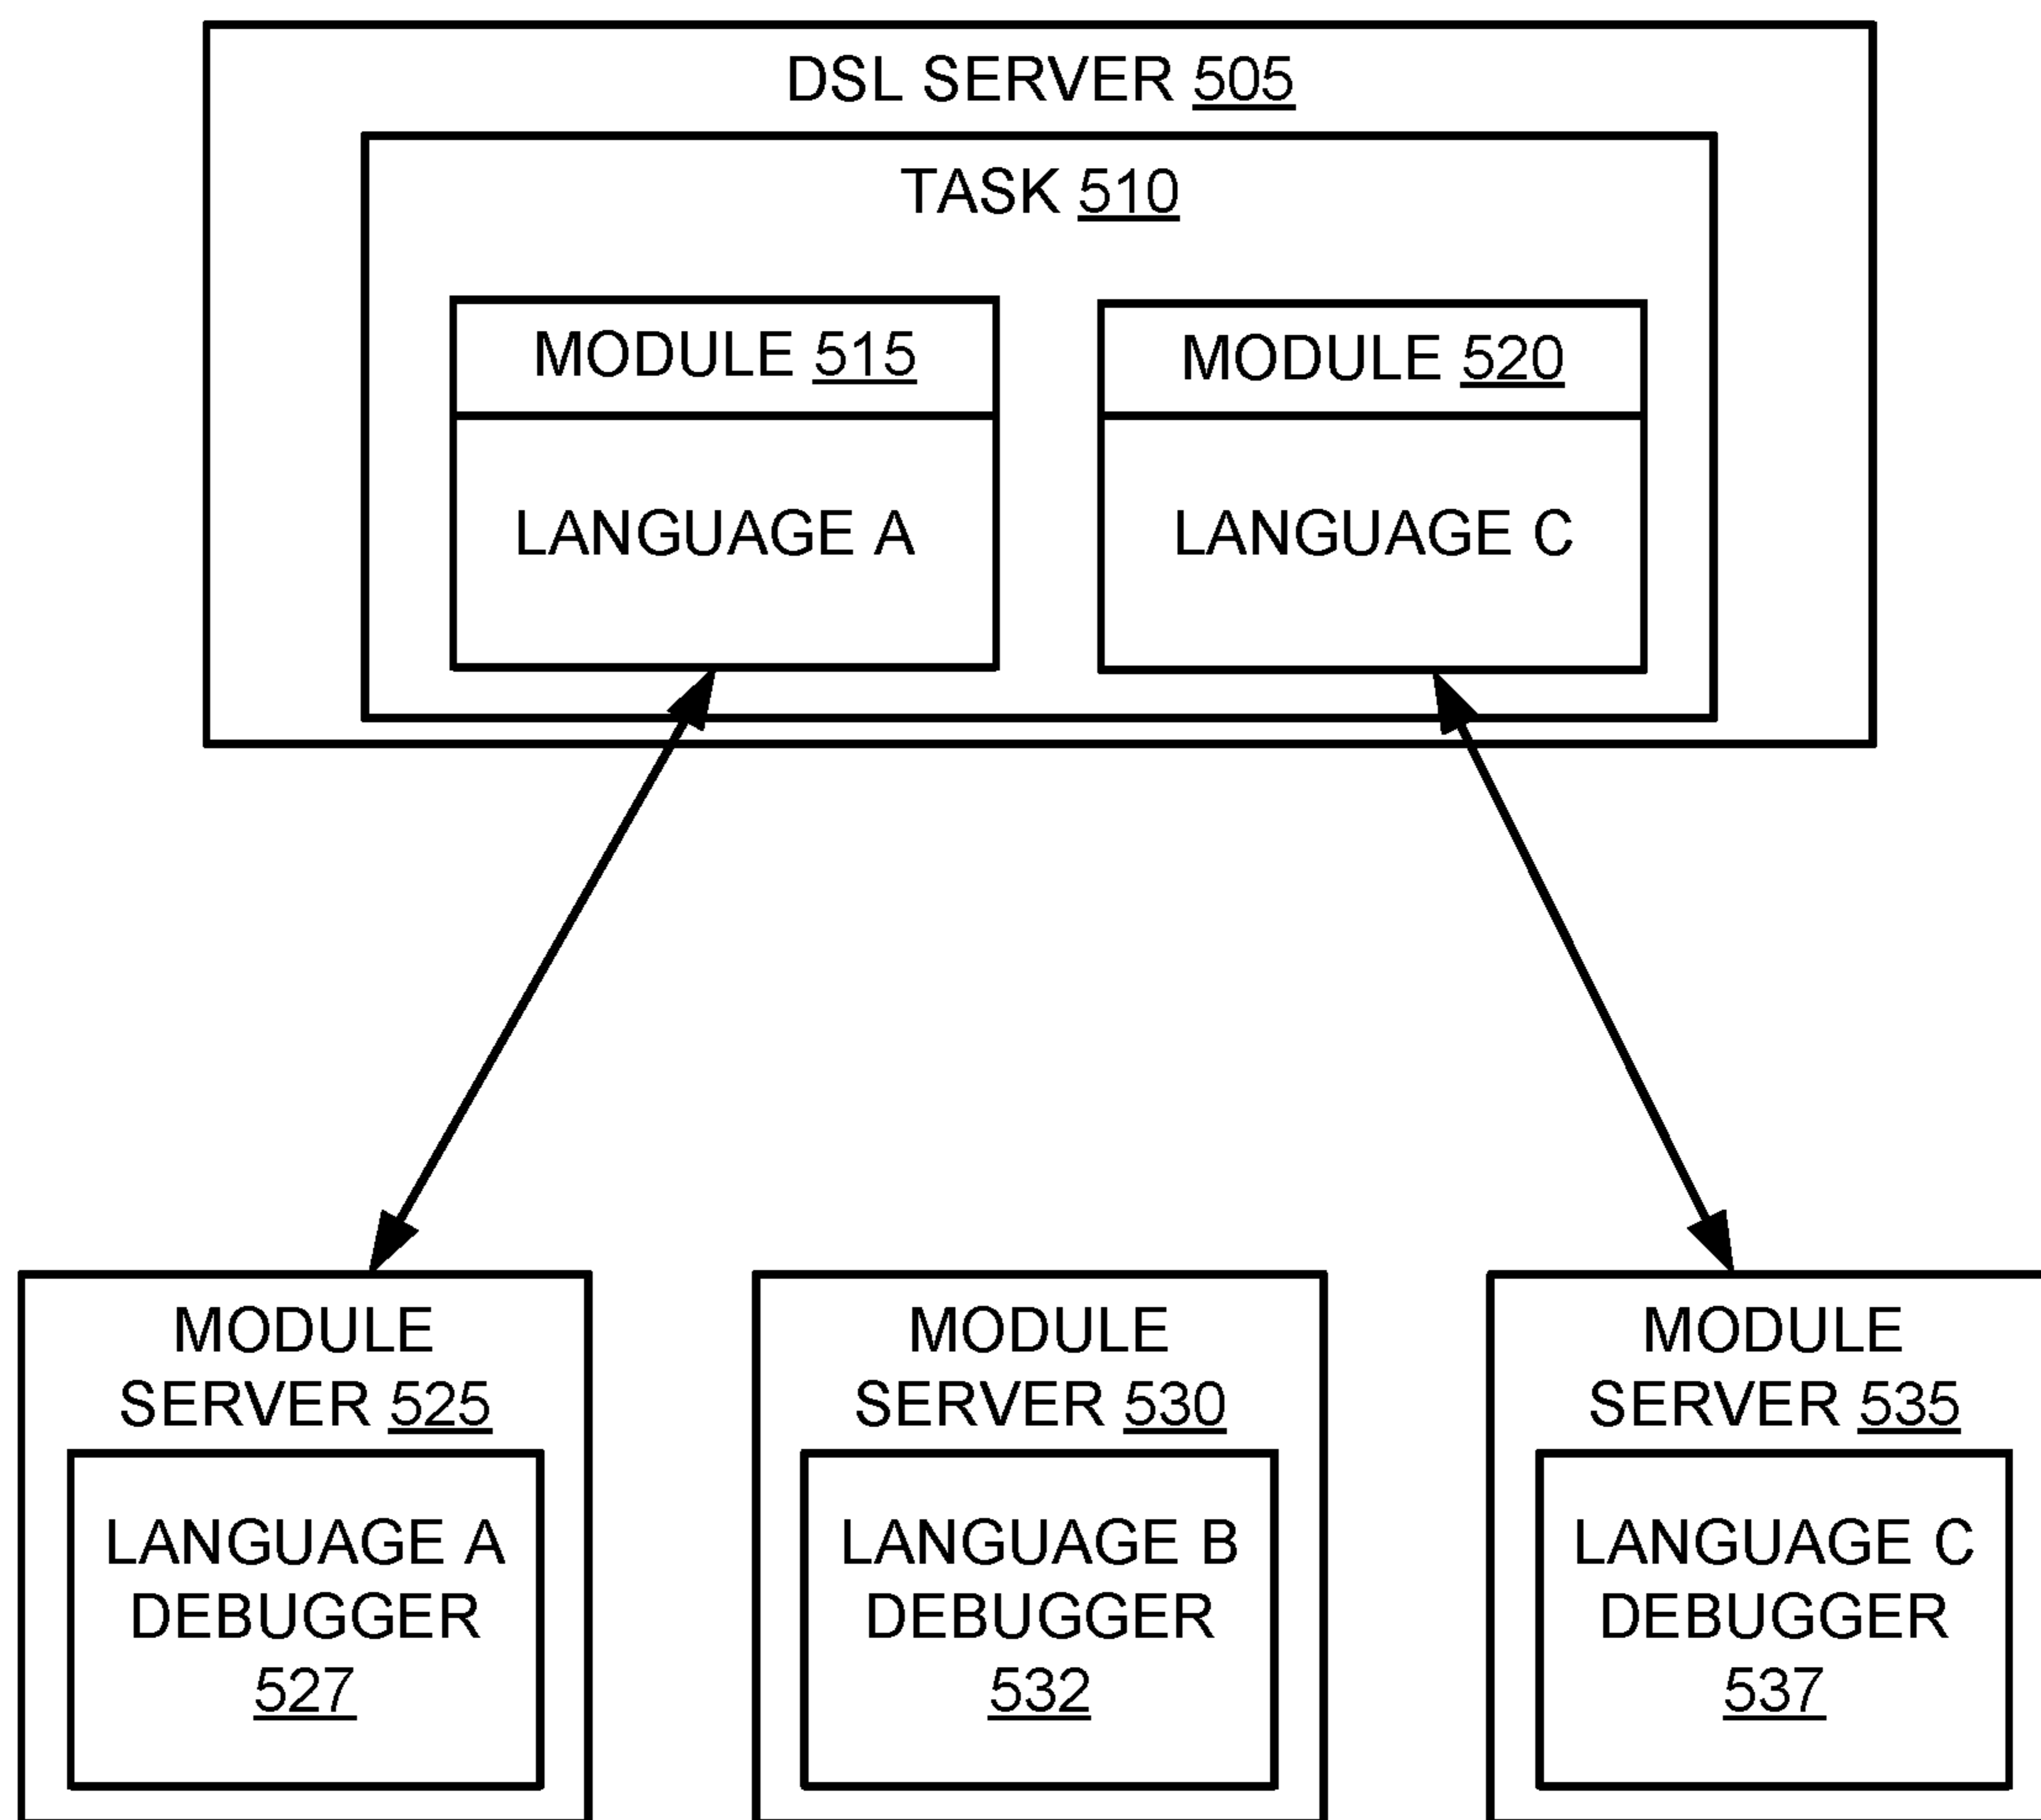 DSL SERVER 505
TASK 510
MODULE 515
LANGUAGE A
MODULE 520
LANGUAGE C
MODULE
SERVER 525
LANGUAGE A
DEBUGGER
527
MODULE
SERVER 530
LANGUAGE B
DEBUGGER
532
MODULE
SERVER 535
LANGUAGE C
DEBUGGER
537